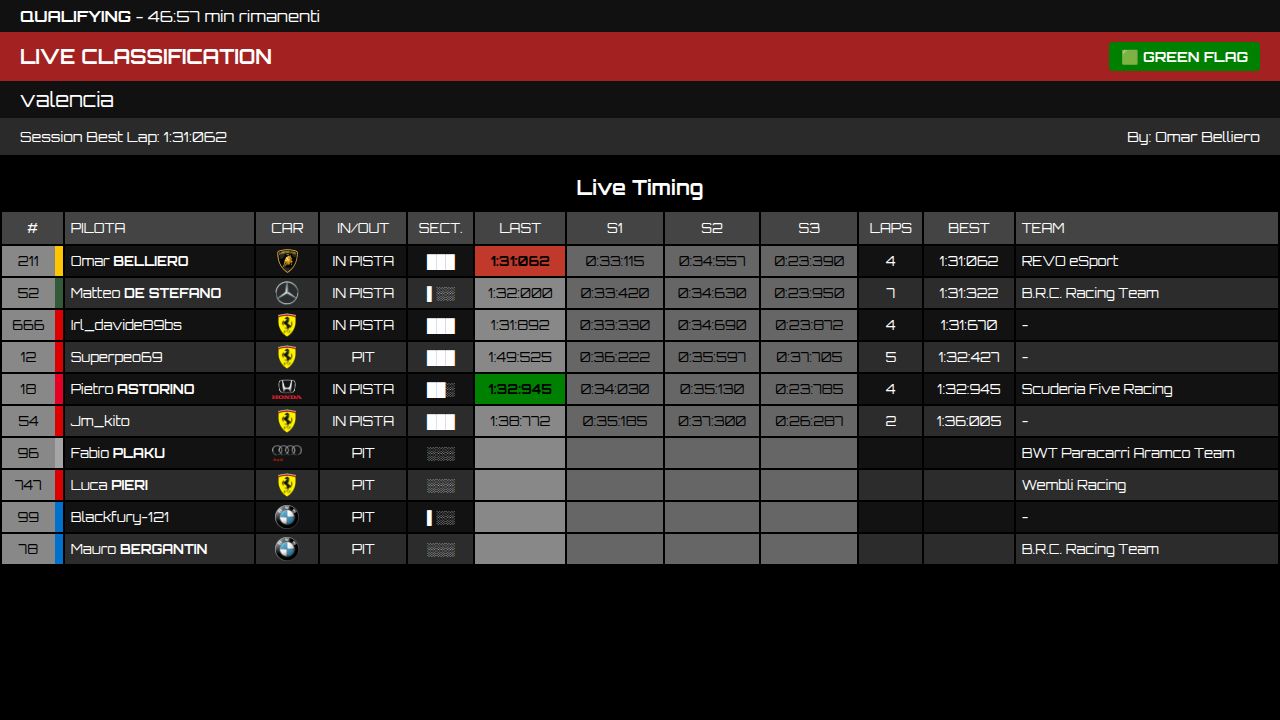 QUALIFYING - 46:57 min rimanenti
LIVE CLASSIFICATION
GREEN FLAG
valencia
Session Best Lap: 1:31:062 By: Omar Belliero
Live Timing
# PILOTA CAR IN/OUT SECT. LAST S1 S2 S3 LAPS BEST TEAM
211 Omar BELLIERO IN PISTA 1:31:062 0:33:115 0:34:557 0:23:390 4 1:31:062 REVO eSport
52 Matteo DE STEFANO IN PISTA 1:32:000 0:33:420 0:34:630 0:23:950 7 1:31:322 B.R.C. Racing Team
666 Irl_davide89bs IN PISTA 1:31:892 0:33:330 0:34:690 0:23:872 4 1:31:670 -
12 Superpeo69 PIT 1:49:525 0:36:222 0:35:597 0:37:705 5 1:32:427 -
18 Pietro ASTORINO HONDA IN PISTA 1:32:945 0:34:030 0:35:130 0:23:785 4 1:32:945 Scuderia Five Racing
54 Jm_kito IN PISTA 1:38:772 0:35:185 0:37:300 0:26:287 2 1:36:005 -
96 Fabio PLAKU PIT BWT Paracarri Aramco Team
747 Luca PIERI PIT Wembli Racing
99 Blackfury-121 PIT -
78 Mauro BERGANTIN PIT B.R.C. Racing Team